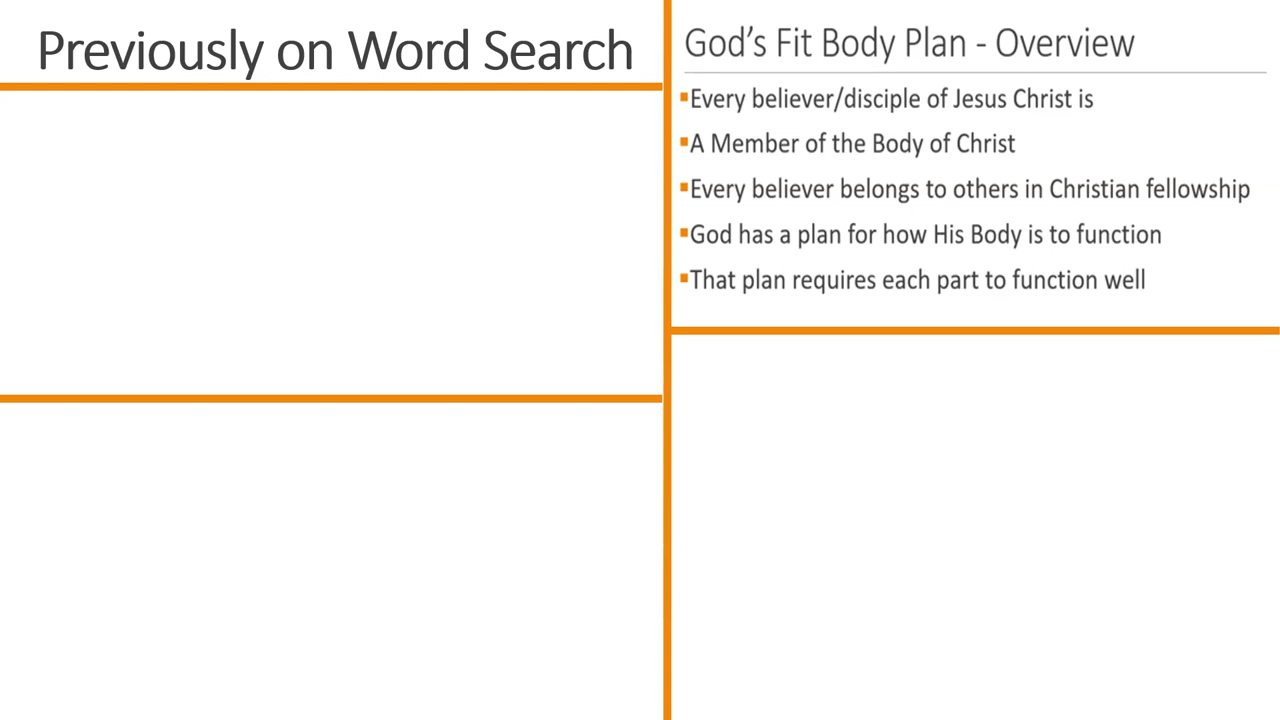 Previously on Word Search
God's Fit Body Plan - Overview
▪Every believer/disciple of Jesus Christ is
▪A Member of the Body of Christ
▪Every believer belongs to others in Christian fellowship
▪God has a plan for how His Body is to function
▪That plan requires each part to function well